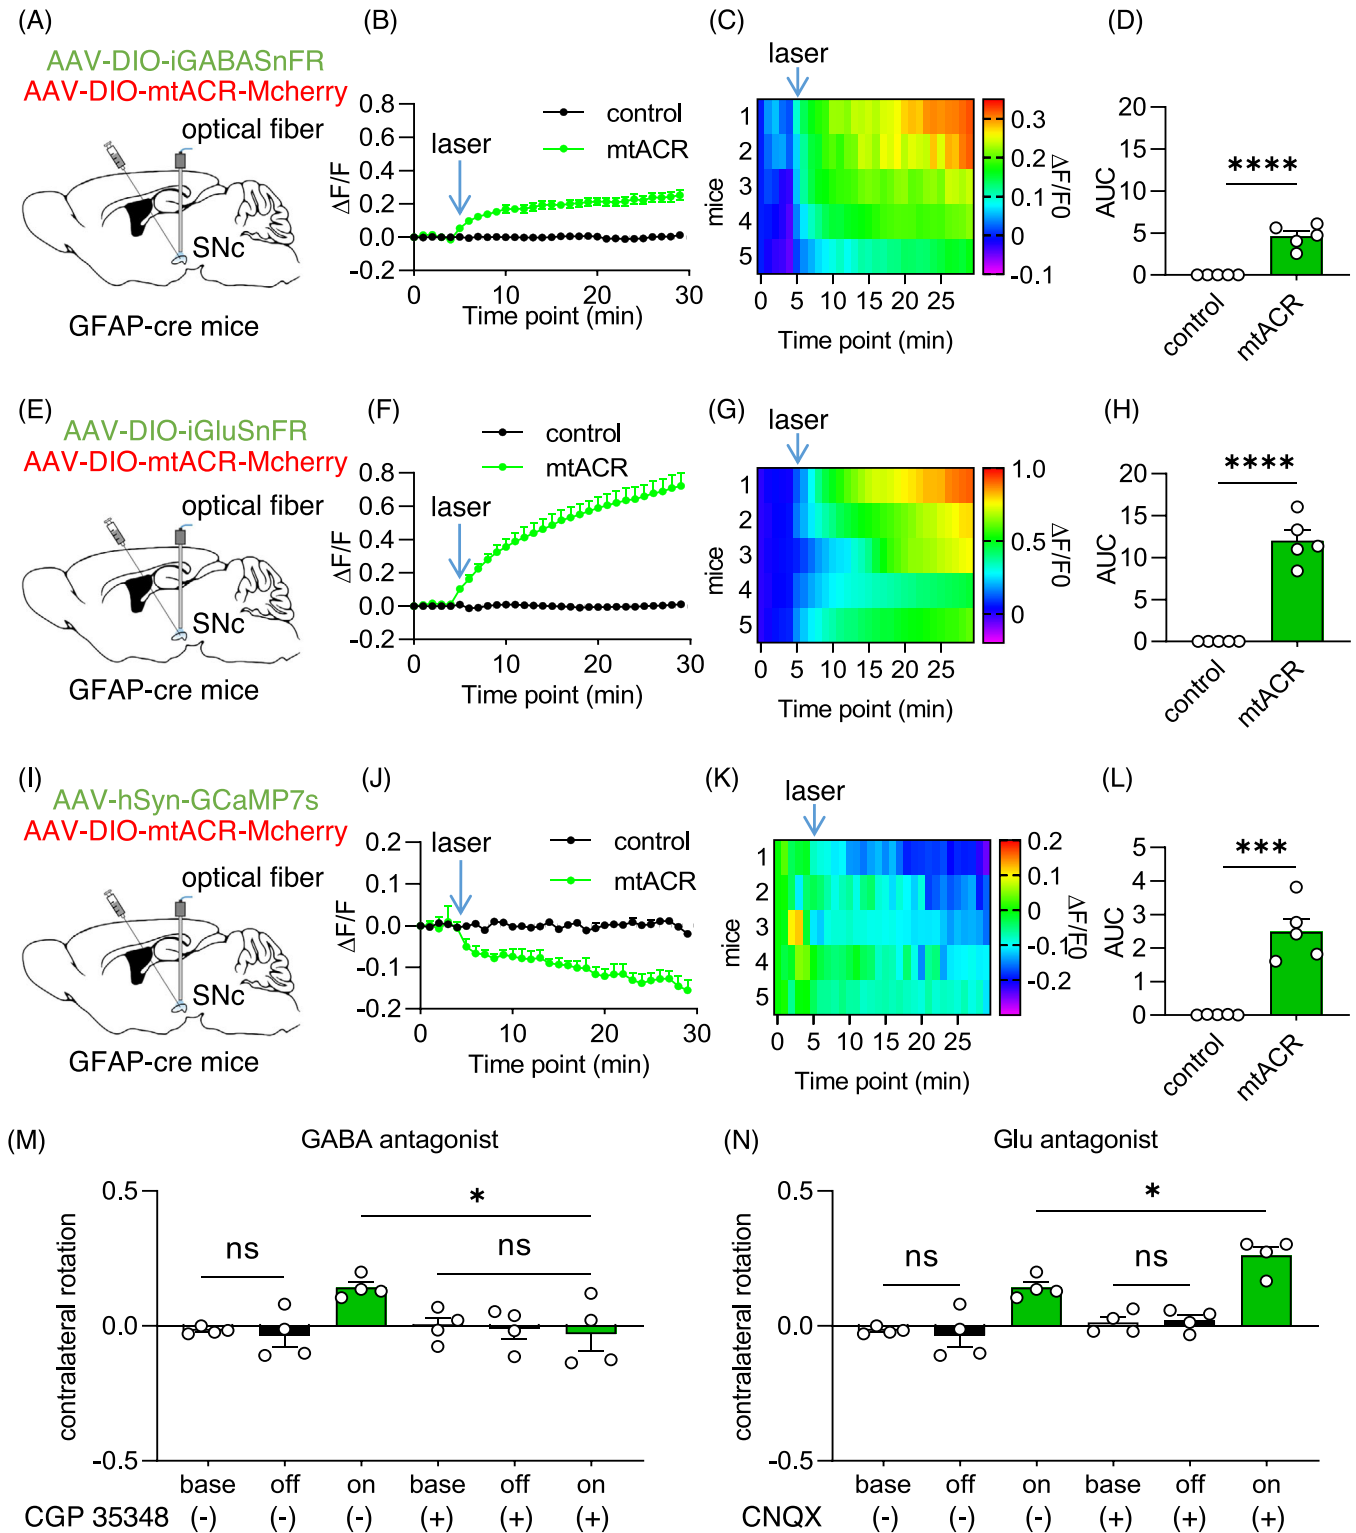 (A)
AAV-DIO-iGABASnFR
AAV-DIO-mtACR-Mcherry
optical fiber
SNc
GFAP-cre mice
(B)
control
mtACR
laser
ΔF/F
0.8
0.6
0.4
0.2
0.0
-0.2
0 10 20 30
Time point (min)
(C)
laser
mice
1
2
3
4
5
0 5 10 15 20 25
Time point (min)
0.3
0.2
0.1
0
-0.1
ΔF/F0
(D)
****
AUC
20
15
10
5
0
control
mtACR
(E)
AAV-DIO-iGluSnFR
AAV-DIO-mtACR-Mcherry
optical fiber
SNc
GFAP-cre mice
(F)
control
mtACR
laser
ΔF/F
0.8
0.6
0.4
0.2
0.0
-0.2
0 10 20 30
Time point (min)
(G)
laser
mice
1
2
3
4
5
0 5 10 15 20 25
Time point (min)
1.0
0.5
0
ΔF/F0
(H)
****
AUC
20
15
10
5
0
control
mtACR
(I)
AAV-hSyn-GCaMP7s
AAV-DIO-mtACR-Mcherry
optical fiber
SNc
GFAP-cre mice
(J)
control
mtACR
laser
ΔF/F
0.2
0.1
0.0
-0.1
-0.2
0 10 20 30
Time point (min)
(K)
laser
mice
1
2
3
4
5
0 5 10 15 20 25
Time point (min)
0.2
0.1
0
-0.1
-0.2
ΔF/F0
(L)
***
AUC
5
4
3
2
1
0
control
mtACR
(M)
GABA antagonist
contralateral rotation
0.5
0.0
-0.5
ns
*
ns
base off on base off on
CGP 35348 (-) (-) (-) (+) (+) (+)
(N)
Glu antagonist
contralateral rotation
0.5
0.0
-0.5
ns
*
ns
base off on base off on
CNQX (-) (-) (-) (+) (+) (+)